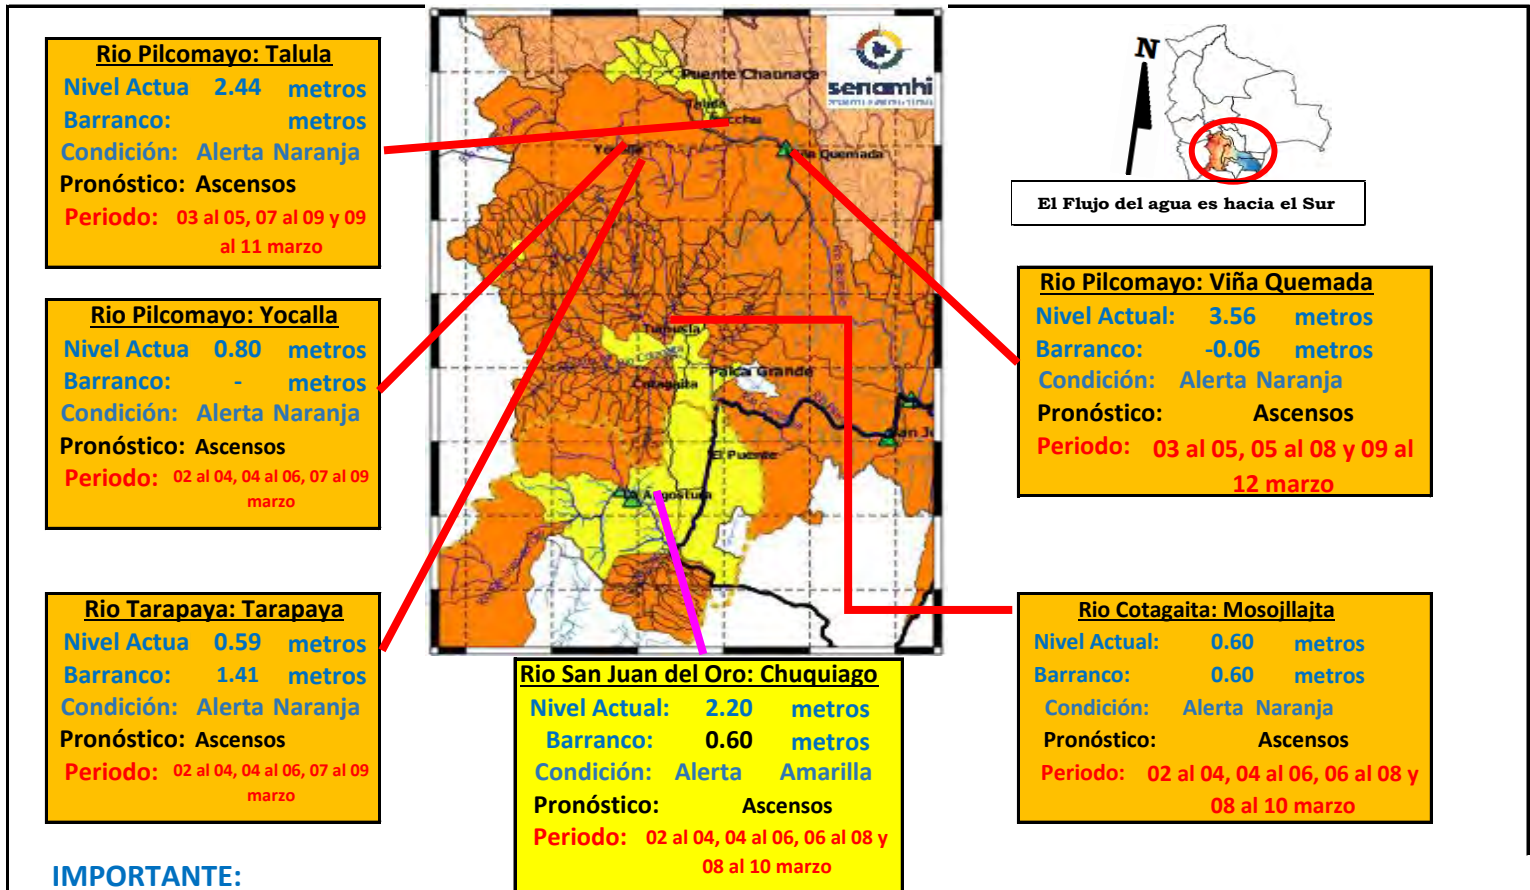 Rio Pilcomayo: Talula
Nivel Actua 2.44 metros
Barranco: metros
Condición: Alerta Naranja
Pronóstico: Ascensos
Periodo: 03 al 05, 07 al 09 y 09
al 11 marzo
Rio Pilcomayo: Yocalla
Nivel Actua 0.80 metros
Barranco: - metros
Condición: Alerta Naranja
Pronóstico: Ascensos
Periodo: 02 al 04, 04 al 06, 07 al 09
marzo
Rio Tarapaya: Tarapaya
Nivel Actua 0.59 metros
Barranco: 1.41 metros
Condición: Alerta Naranja
Pronóstico: Ascensos
Periodo: 02 al 04, 04 al 06, 07 al 09
marzo
IMPORTANTE:
senamhi
Puente Chaunaca
Talula
Quemada
Tumusla
Rio Cotagaita
Cotagaita
Palca Grande
El Puente
Angostura
Rio San Juan del Oro: Chuquiago
Nivel Actual: 2.20 metros
Barranco: 0.60 metros
Condición: Alerta Amarilla
Pronóstico: Ascensos
Periodo: 02 al 04, 04 al 06, 06 al 08 y
08 al 10 marzo
N
El Flujo del agua es hacia el Sur
Rio Pilcomayo: Viña Quemada
Nivel Actual: 3.56 metros
Barranco: -0.06 metros
Condición: Alerta Naranja
Pronóstico: Ascensos
Periodo: 03 al 05, 05 al 08 y 09 al
12 marzo
Rio Cotagaita: Mosojllajta
Nivel Actual: 0.60 metros
Barranco: 0.60 metros
Condición: Alerta Naranja
Pronóstico: Ascensos
Periodo: 02 al 04, 04 al 06, 06 al 08 y
08 al 10 marzo